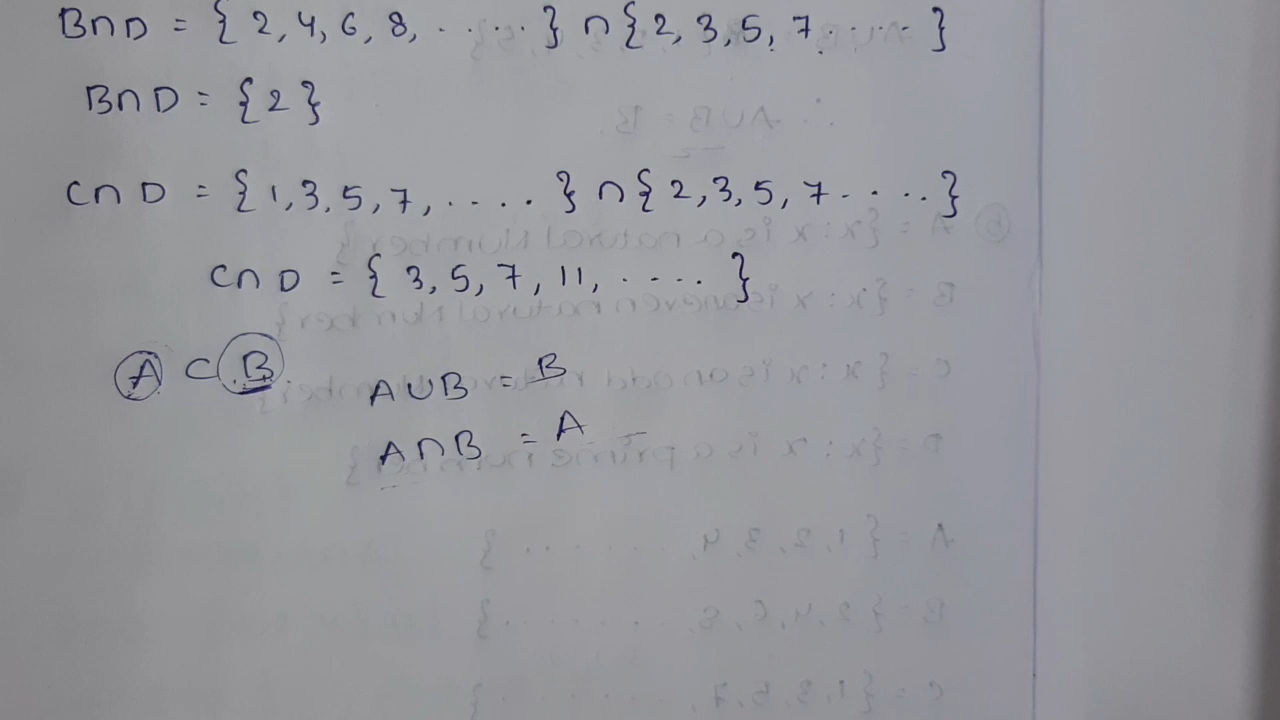 B∩D = { 2, 4, 6, 8, ...... } ∩ { 2, 3, 5, 7 ..... }
B∩D = { 2 }
C∩D = { 1, 3, 5, 7, ..... } ∩ { 2, 3, 5, 7 ..... }
C∩D = { 3, 5, 7, 11, ..... }
A ⊂ B. A∪B = B
A∩B = A